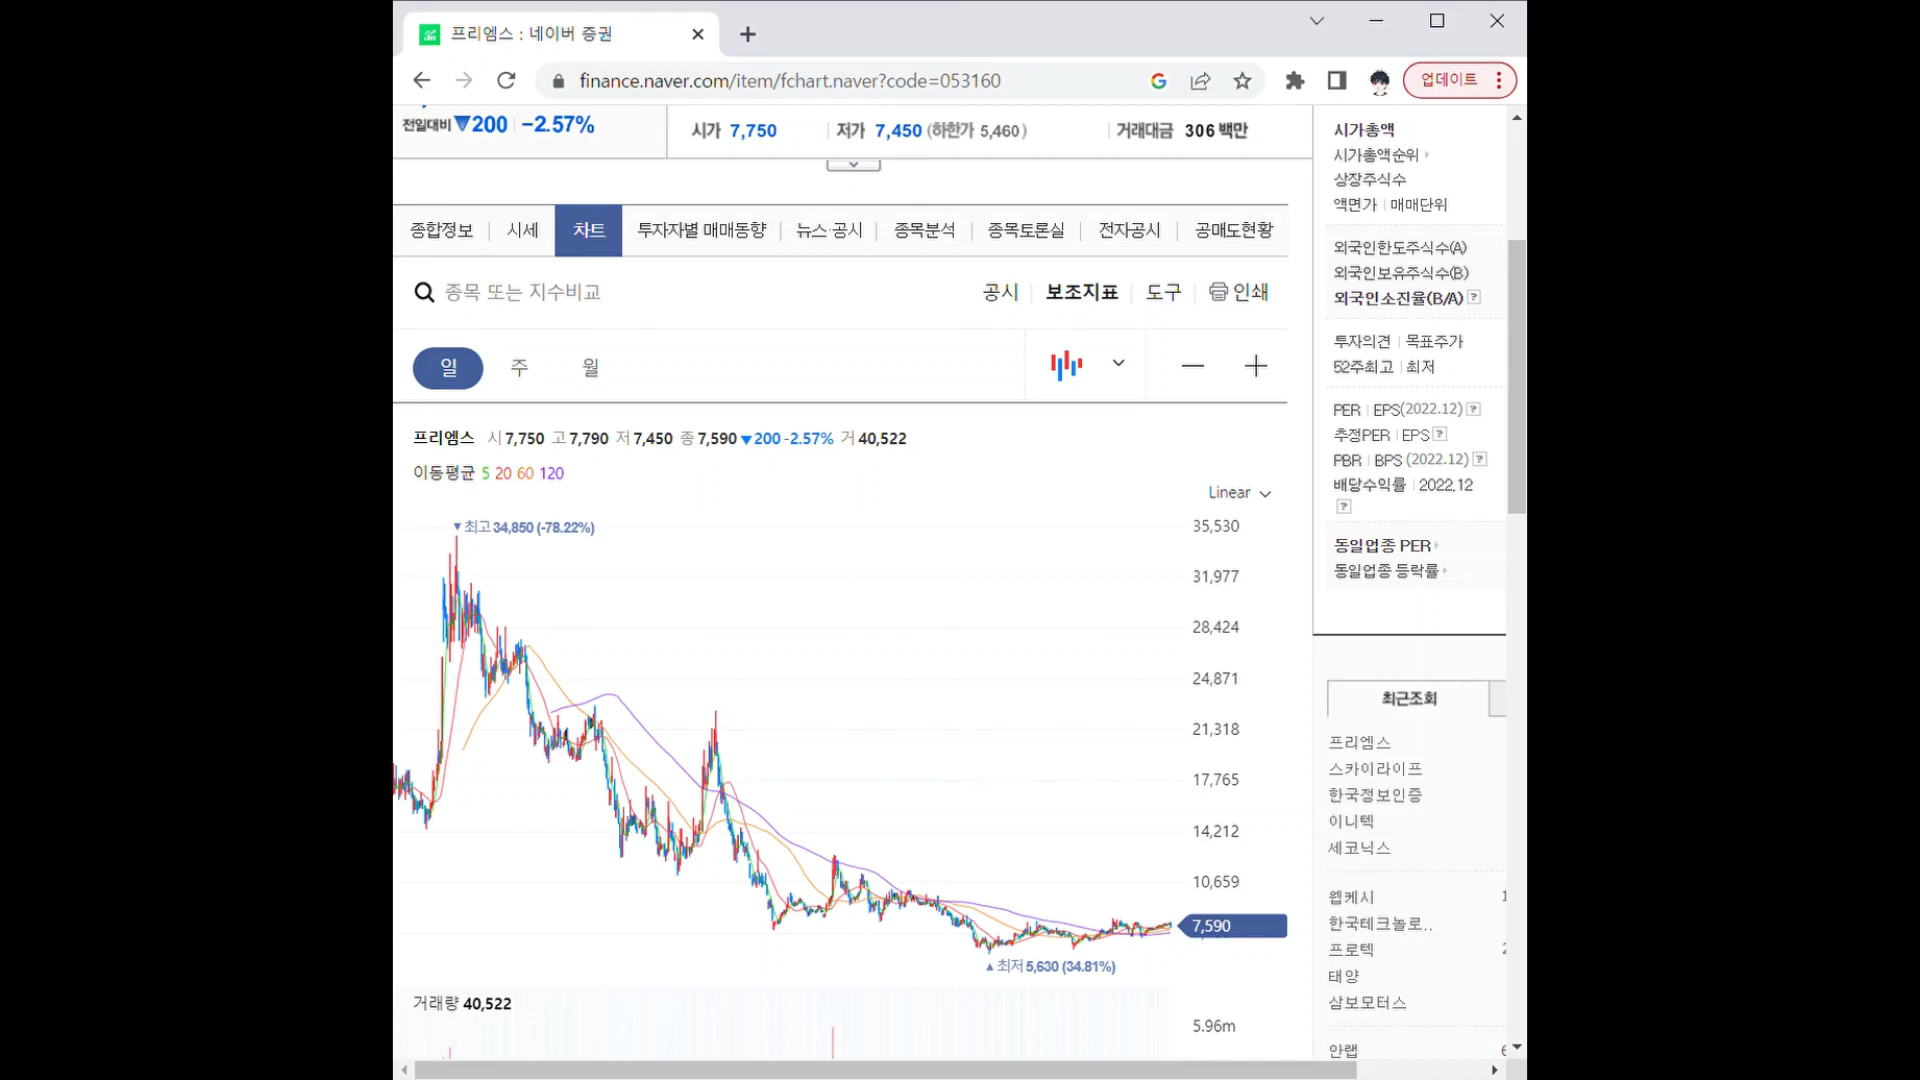 프리엠스 : 네이버 증권
finance.naver.com/item/fchart.naver?code=053160
업데이트
전일대비 ▼200 | -2.57%
시가 7,750 | 저가 7,450 (하한가 5,460) | 거래대금 306 백만
종합정보 | 시세 차트 투자자별 매매동향 | 뉴스·공시 | 종목분석 | 종목토론실 | 전자공시 | 공매도현황
종목 또는 지수비교
공시 | 보조지표 | 도구 | 인쇄
일 주 월
프리엠스 시 7,750 고 7,790 저 7,450 종 7,590 ▼200 -2.57% 거 40,522
이동평균 5 20 60 120
Linear
▼최고 34,850 (-78.22%)
35,530
31,977
28,424
24,871
21,318
17,765
14,212
10,659
7,590
▲최저 5,630 (34.81%)
거래량 40,522
5.96m
시가총액
시가총액순위
상장주식수
액면가 | 매매단위
외국인한도주식수(A)
외국인보유주식수(B)
외국인소진율(B/A) ?
투자의견 | 목표주가
52주최고 | 최저
PER | EPS(2022.12) ?
추정PER | EPS ?
PBR | BPS (2022.12) ?
배당수익률 | 2022.12
?
동일업종 PER
동일업종 등락률
최근조회
프리엠스
스카이라이프
한국정보인증
이니텍
세코닉스
웹케시
한국테크놀로..
프로텍
태양
삼보모터스
안랩